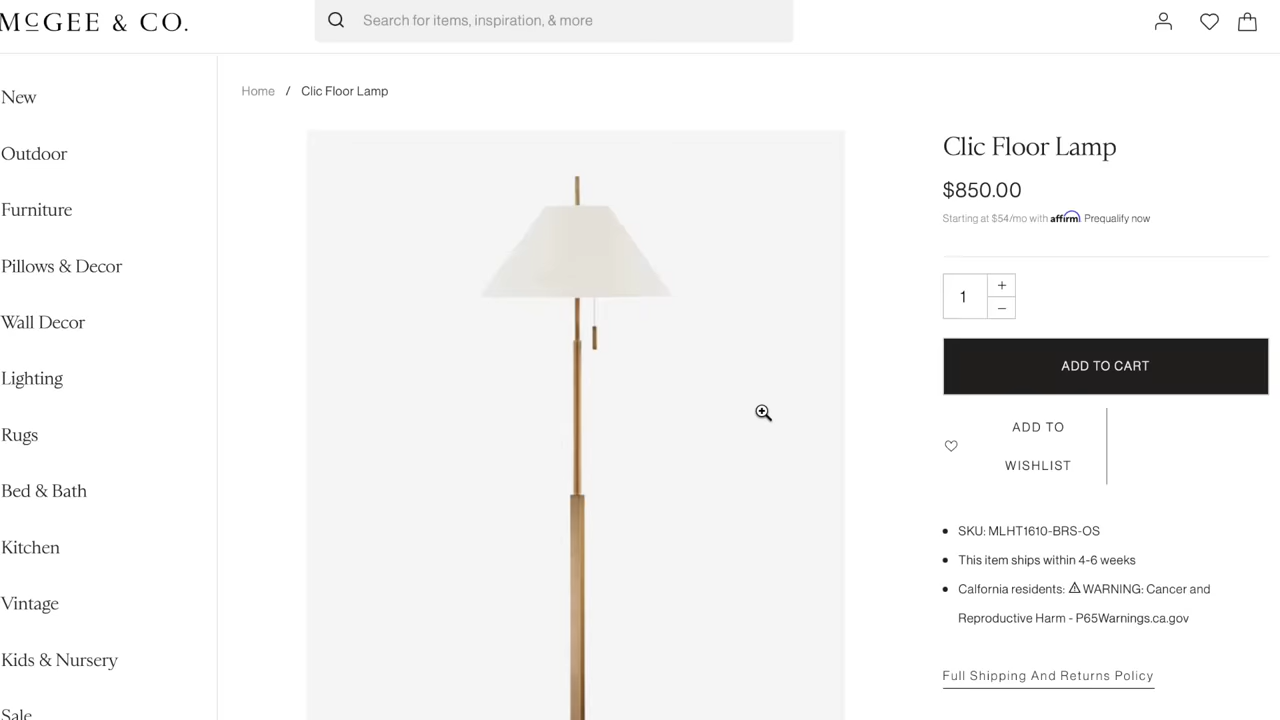 McGEE & CO.
Search for items, inspiration, & more
New
Outdoor
Furniture
Pillows & Decor
Wall Decor
Lighting
Rugs
Bed & Bath
Kitchen
Vintage
Kids & Nursery
Sale
Home / Clic Floor Lamp
Clic Floor Lamp
$850.00
Starting at $54/mo with affirm. Prequalify now
1
+
−
ADD TO CART
ADD TO
WISHLIST
SKU: MLHT1610-BRS-OS
This item ships within 4-6 weeks
Calfornia residents: ⚠ WARNING: Cancer and
Reproductive Harm - P65Warnings.ca.gov
Full Shipping And Returns Policy